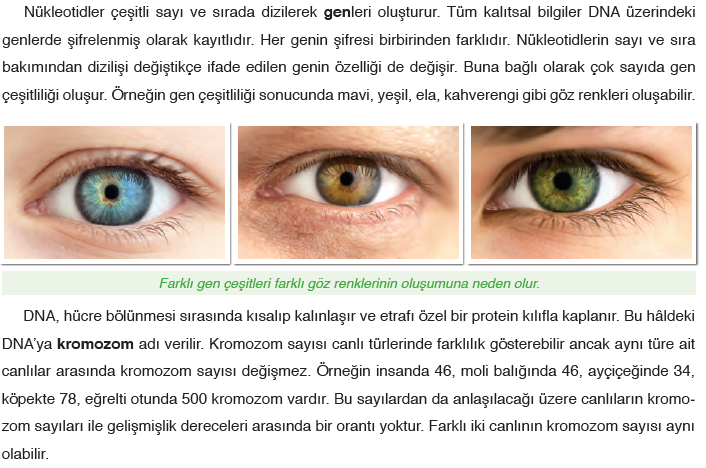 Nükleotidler çeşitli sayı ve sırada dizilerek genleri oluşturur. Tüm kalıtsal bilgiler DNA üzerindeki
genlerde şifrelenmiş olarak kayıtlıdır. Her genin şifresi birbirinden farklıdır. Nükleotidlerin sayı ve sıra
bakımından dizilişi değiştikçe ifade edilen genin özelliği de değişir. Buna bağlı olarak çok sayıda gen
çeşitliliği oluşur. Örneğin gen çeşitliliği sonucunda mavi, yeşil, ela, kahverengi gibi göz renkleri oluşabilir.
Farklı gen çeşitleri farklı göz renklerinin oluşumuna neden olur.
DNA, hücre bölünmesi sırasında kısalıp kalınlaşır ve etrafı özel bir protein kılıfla kaplanır. Bu hâldeki
DNA'ya kromozom adı verilir. Kromozom sayısı canlı türlerinde farklılık gösterebilir ancak aynı türe ait
canlılar arasında kromozom sayısı değişmez. Örneğin insanda 46, moli balığında 46, ayçiçeğinde 34,
köpekte 78, eğrelti otunda 500 kromozom vardır. Bu sayılardan da anlaşılacağı üzere canlıların kromo-
zom sayıları ile gelişmişlik dereceleri arasında bir orantı yoktur. Farklı iki canlının kromozom sayısı aynı
olabilir.